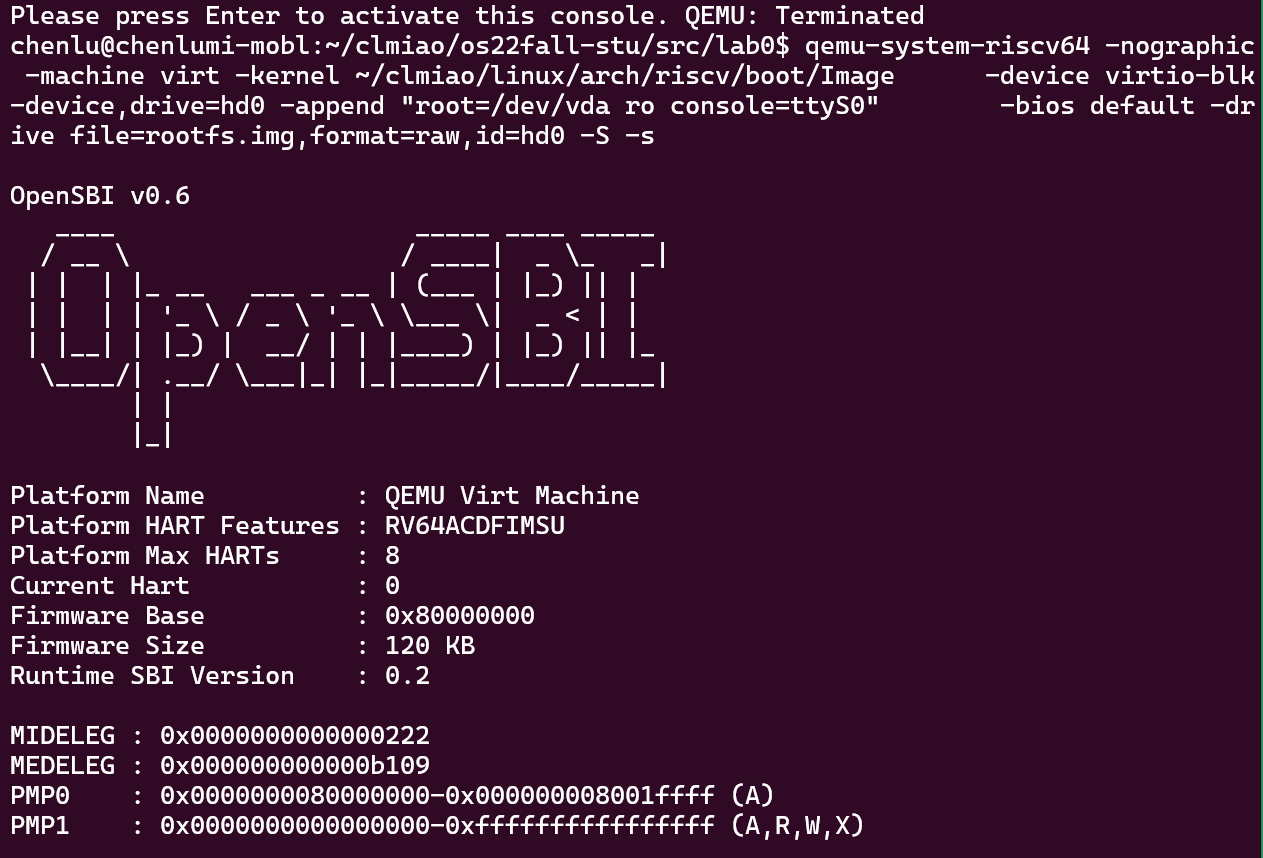 Please press Enter to activate this console. QEMU: Terminated
chenlu@chenlumi-mobl:~/clmiao/os22fall-stu/src/lab0$ qemu-system-riscv64 -nographic
 -machine virt -kernel ~/clmiao/linux/arch/riscv/boot/Image      -device virtio-blk
-device,drive=hd0 -append "root=/dev/vda ro console=ttyS0"        -bios default -dr
ive file=rootfs.img,format=raw,id=hd0 -S -s

OpenSBI v0.6
   ____                    _____ ____ _____
  / __ \                  / ____|  _ \_   _|
 | |  | |_ __   ___ _ __ | (___ | |_) || |
 | |  | | '_ \ / _ \ '_ \ \___ \|  _ < | |
 | |__| | |_) |  __/ | | |____) | |_) || |_
  \____/| .__/ \___|_| |_|_____/|____/_____|
        | |
        |_|

Platform Name          : QEMU Virt Machine
Platform HART Features : RV64ACDFIMSU
Platform Max HARTs     : 8
Current Hart           : 0
Firmware Base          : 0x80000000
Firmware Size          : 120 KB
Runtime SBI Version    : 0.2

MIDELEG : 0x0000000000000222
MEDELEG : 0x000000000000b109
PMP0    : 0x0000000080000000-0x000000008001ffff (A)
PMP1    : 0x0000000000000000-0xffffffffffffffff (A,R,W,X)